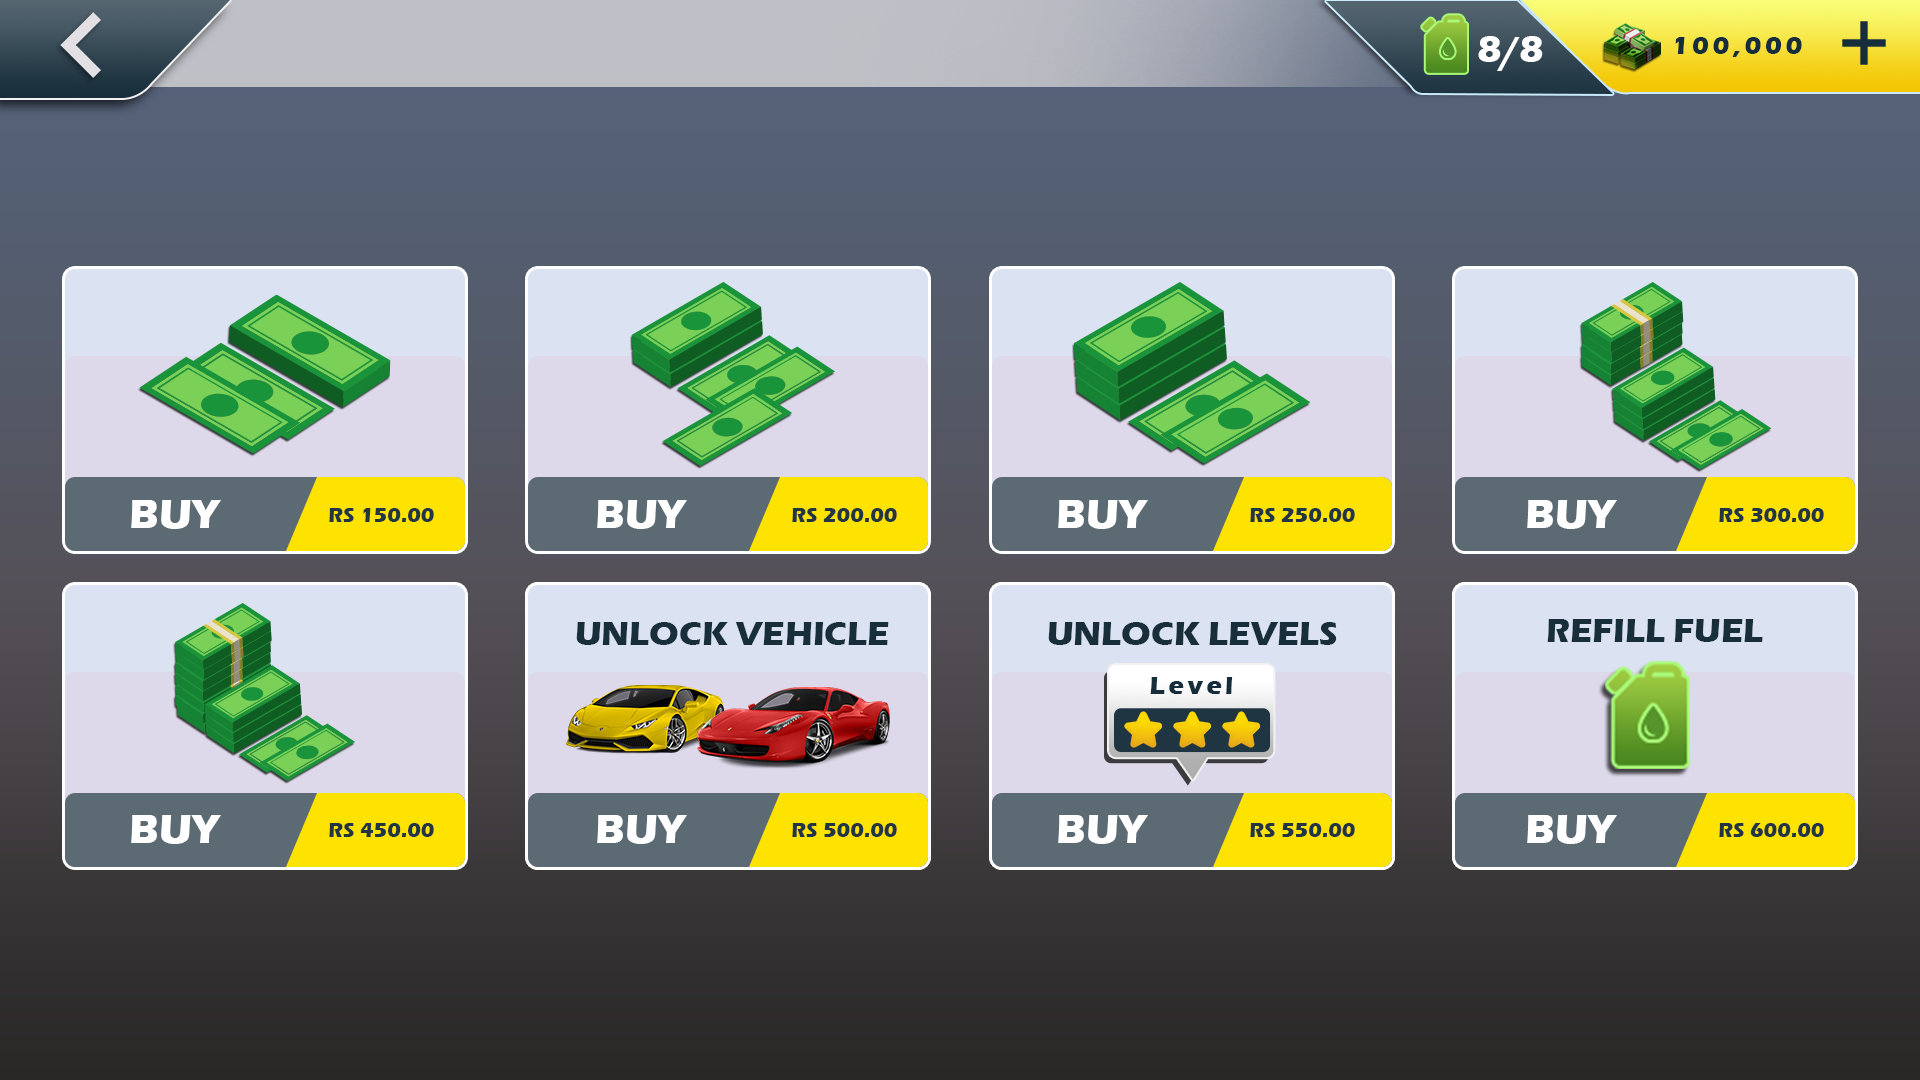 8/8
100,000
BUY RS 150.00
BUY RS 200.00
BUY RS 250.00
BUY RS 300.00
BUY RS 450.00
UNLOCK VEHICLE
BUY RS 500.00
UNLOCK LEVELS
Level
BUY RS 550.00
REFILL FUEL
BUY RS 600.00